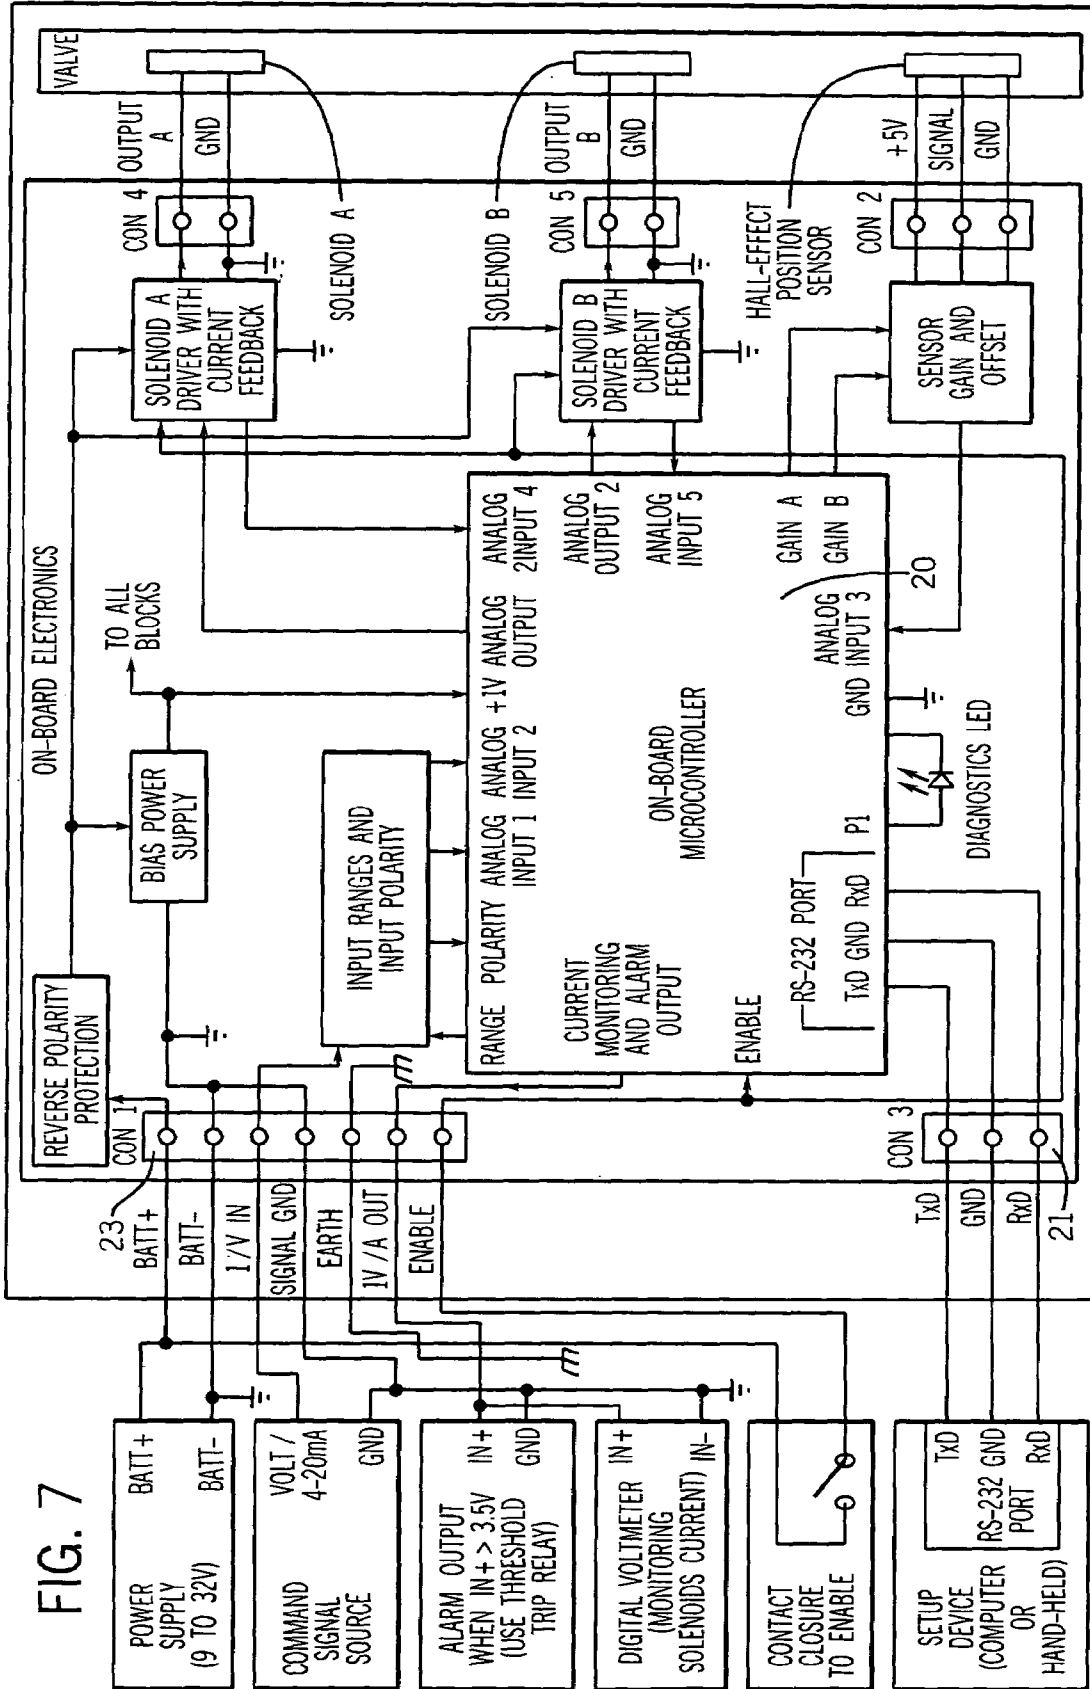 FIG. 7
POWER
SUPPLY
(9 TO 32V)
BATT+
BATT-
COMMAND
SIGNAL
SOURCE
VOLT /
4-20mA
GND
ALARM OUTPUT
WHEN IN+ > 3.5V
(USE THRESHOLD
TRIP RELAY)
IN+
GND
DIGITAL VOLTMETER
(MONITORING
SOLENOIDS CURRENT)
IN+
IN-
CONTACT
CLOSURE
TO ENABLE
SETUP
DEVICE
(COMPUTER
OR
HAND-HELD)
RS-232
PORT
TxD
GND
RxD
23
BATT+
BATT-
1/V IN
SIGNAL GND
EARTH
1V/A OUT
ENABLE
TxD
GND
RxD
21
CON 1
CON 3
ON-BOARD ELECTRONICS
REVERSE POLARITY
PROTECTION
BIAS POWER
SUPPLY
TO ALL
BLOCKS
INPUT RANGES AND
INPUT POLARITY
RANGE
POLARITY
ANALOG
INPUT 1
ANALOG
INPUT 2
+1V
ANALOG
OUTPUT
ANALOG
2INPUT 4
CURRENT
MONITORING
AND ALARM
OUTPUT
ENABLE
ON-BOARD
MICROCONTROLLER
ANALOG
OUTPUT 2
ANALOG
INPUT 5
GAIN A
GAIN B
RS-232 PORT
TxD GND RxD
P1
GND
ANALOG
INPUT 3
20
DIAGNOSTICS LED
SOLENOID A
DRIVER WITH
CURRENT
FEEDBACK
SOLENOID B
DRIVER WITH
CURRENT
FEEDBACK
SENSOR
GAIN AND
OFFSET
CON 4
CON 5
CON 2
SOLENOID A
SOLENOID B
HALL-EFFECT
POSITION
SENSOR
OUTPUT
A
GND
OUTPUT
B
GND
+5V
SIGNAL
GND
VALVE